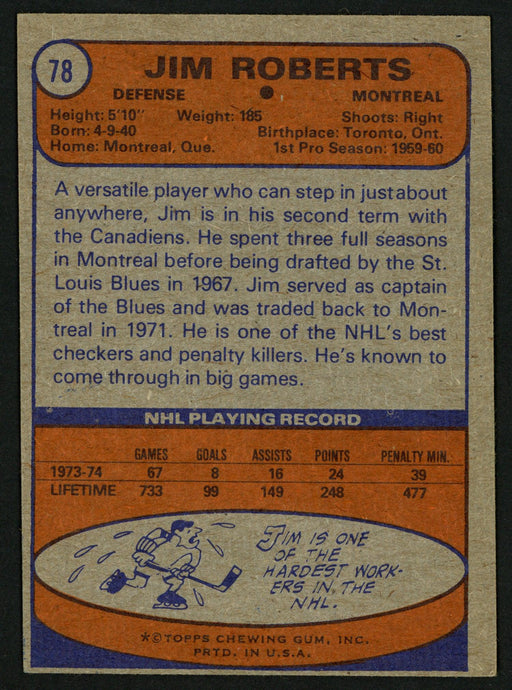 78
JIM ROBERTS
DEFENSE ● MONTREAL
Height: 5'10" Weight: 185 Shoots: Right
Born: 4-9-40 Birthplace: Toronto, Ont.
Home: Montreal, Que. 1st Pro Season: 1959-60
A versatile player who can step in just about
anywhere, Jim is in his second term with
the Canadiens. He spent three full seasons
in Montreal before being drafted by the St.
Louis Blues in 1967. Jim served as captain
of the Blues and was traded back to Mon-
treal in 1971. He is one of the NHL's best
checkers and penalty killers. He's known to
come through in big games.
NHL PLAYING RECORD
GAMES GOALS ASSISTS POINTS PENALTY MIN.
1973-74 67 8 16 24 39
LIFETIME 733 99 149 248 477
JIM IS ONE
OF THE
HARDEST WORK-
ERS IN THE
NHL.
*©TOPPS CHEWING GUM, INC.
PRTD. IN U.S.A.